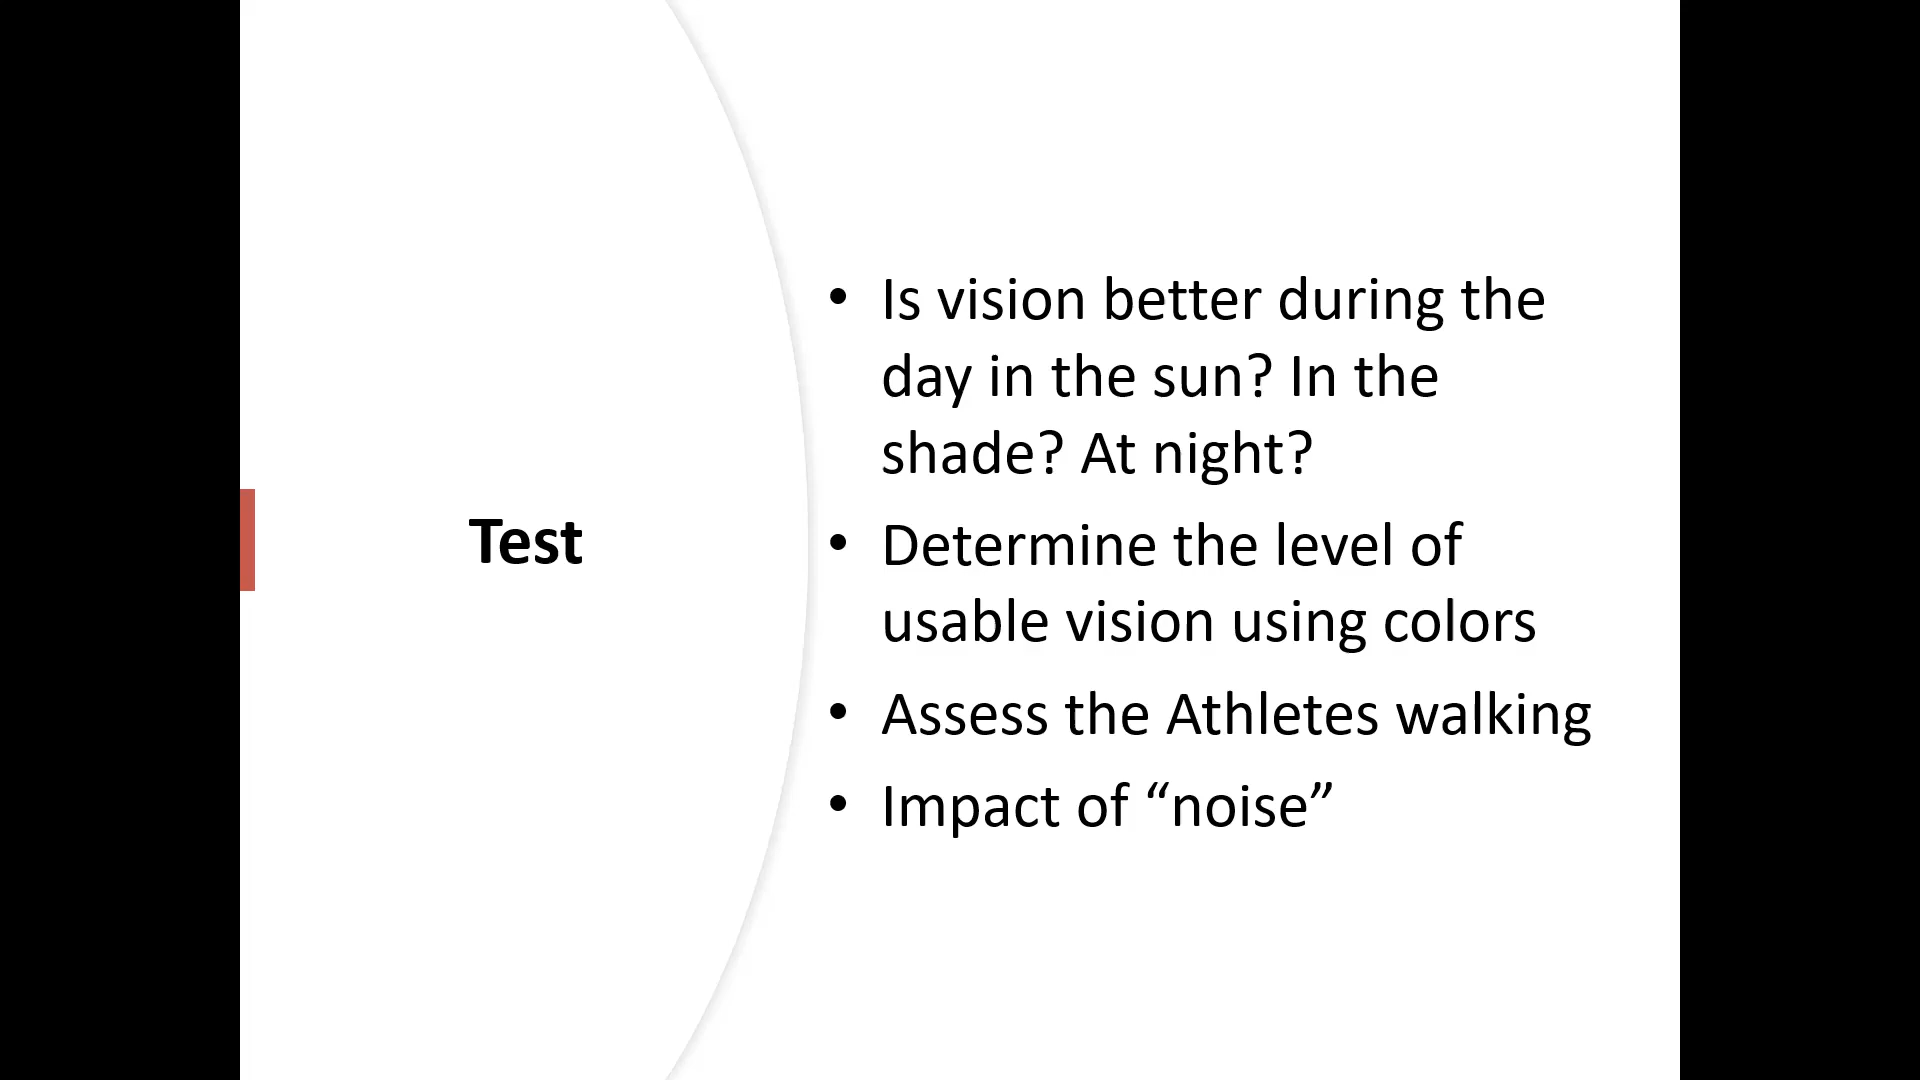 Test
• Is vision better during the
day in the sun? In the
shade? At night?
• Determine the level of
usable vision using colors
• Assess the Athletes walking
• Impact of “noise”